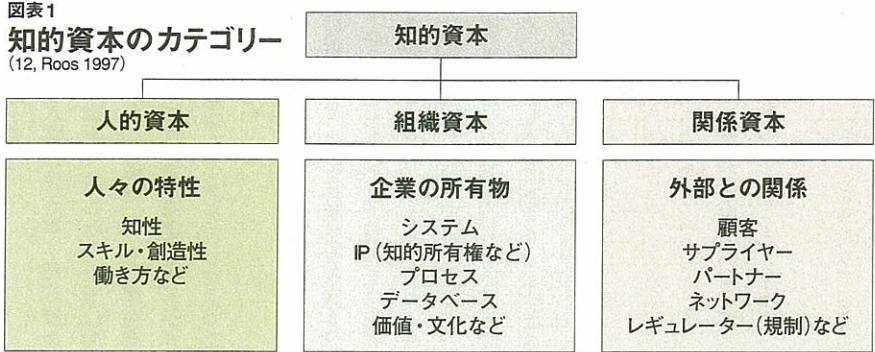 図表1
知的資本のカテゴリー
(12, Roos 1997)
知的資本
人的資本
組織資本
関係資本
人々の特性
知性
スキル・創造性
働き方など
企業の所有物
システム
IP(知的所有権など)
プロセス
データベース
価値・文化など
外部との関係
顧客
サプライヤー
パートナー
ネットワーク
レギュレーター(規制)など